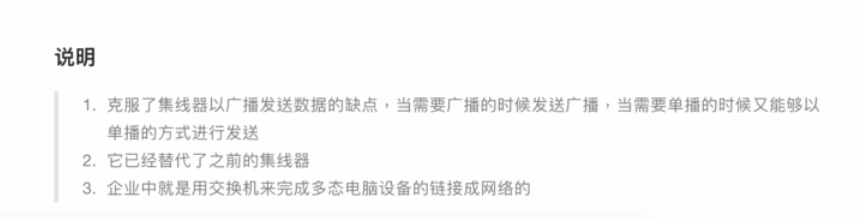 说明
1. 克服了集线器以广播发送数据的缺点，当需要广播的时候发送广播，当需要单播的时候又能够以
单播的方式进行发送
2. 它已经替代了之前的集线器
3. 企业中就是用交换机来完成多态电脑设备的链接成网络的